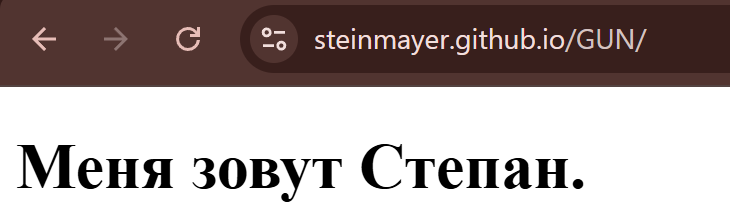 steinmayer.github.io/GUN/
Меня зовут Степан.